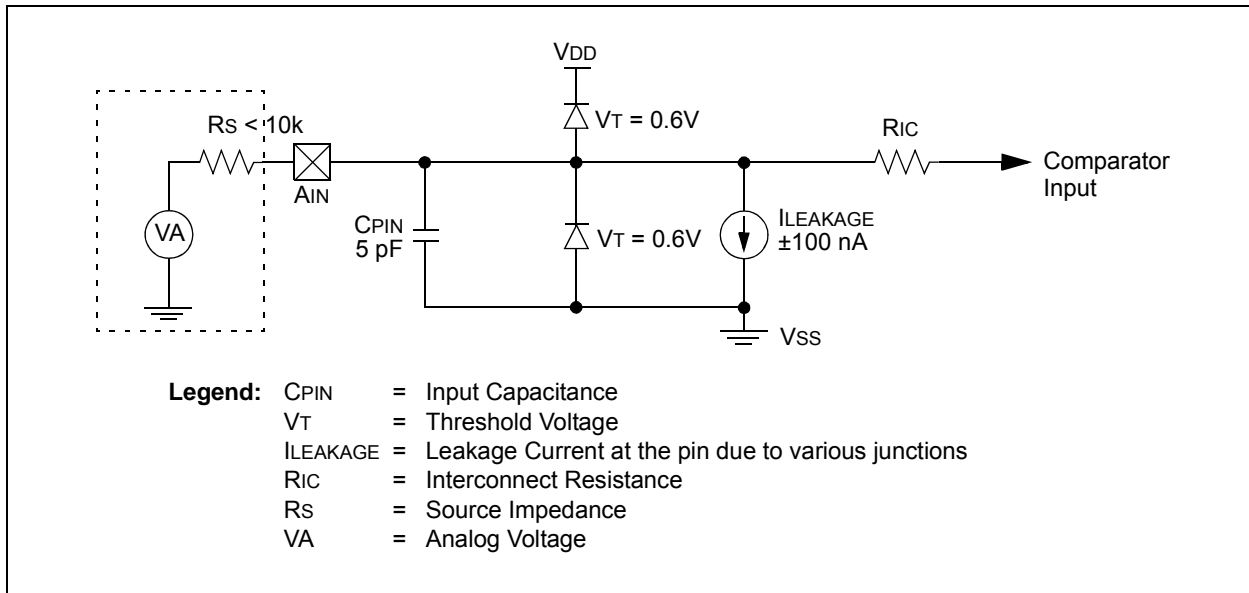 VDD
RS < 10k
VT = 0.6V
RIC
AIN
Comparator
Input
VA
CPIN
5 pF
VT = 0.6V
ILEAKAGE
±100 nA
VSS
Legend: CPIN = Input Capacitance
VT = Threshold Voltage
ILEAKAGE = Leakage Current at the pin due to various junctions
RIC = Interconnect Resistance
RS = Source Impedance
VA = Analog Voltage